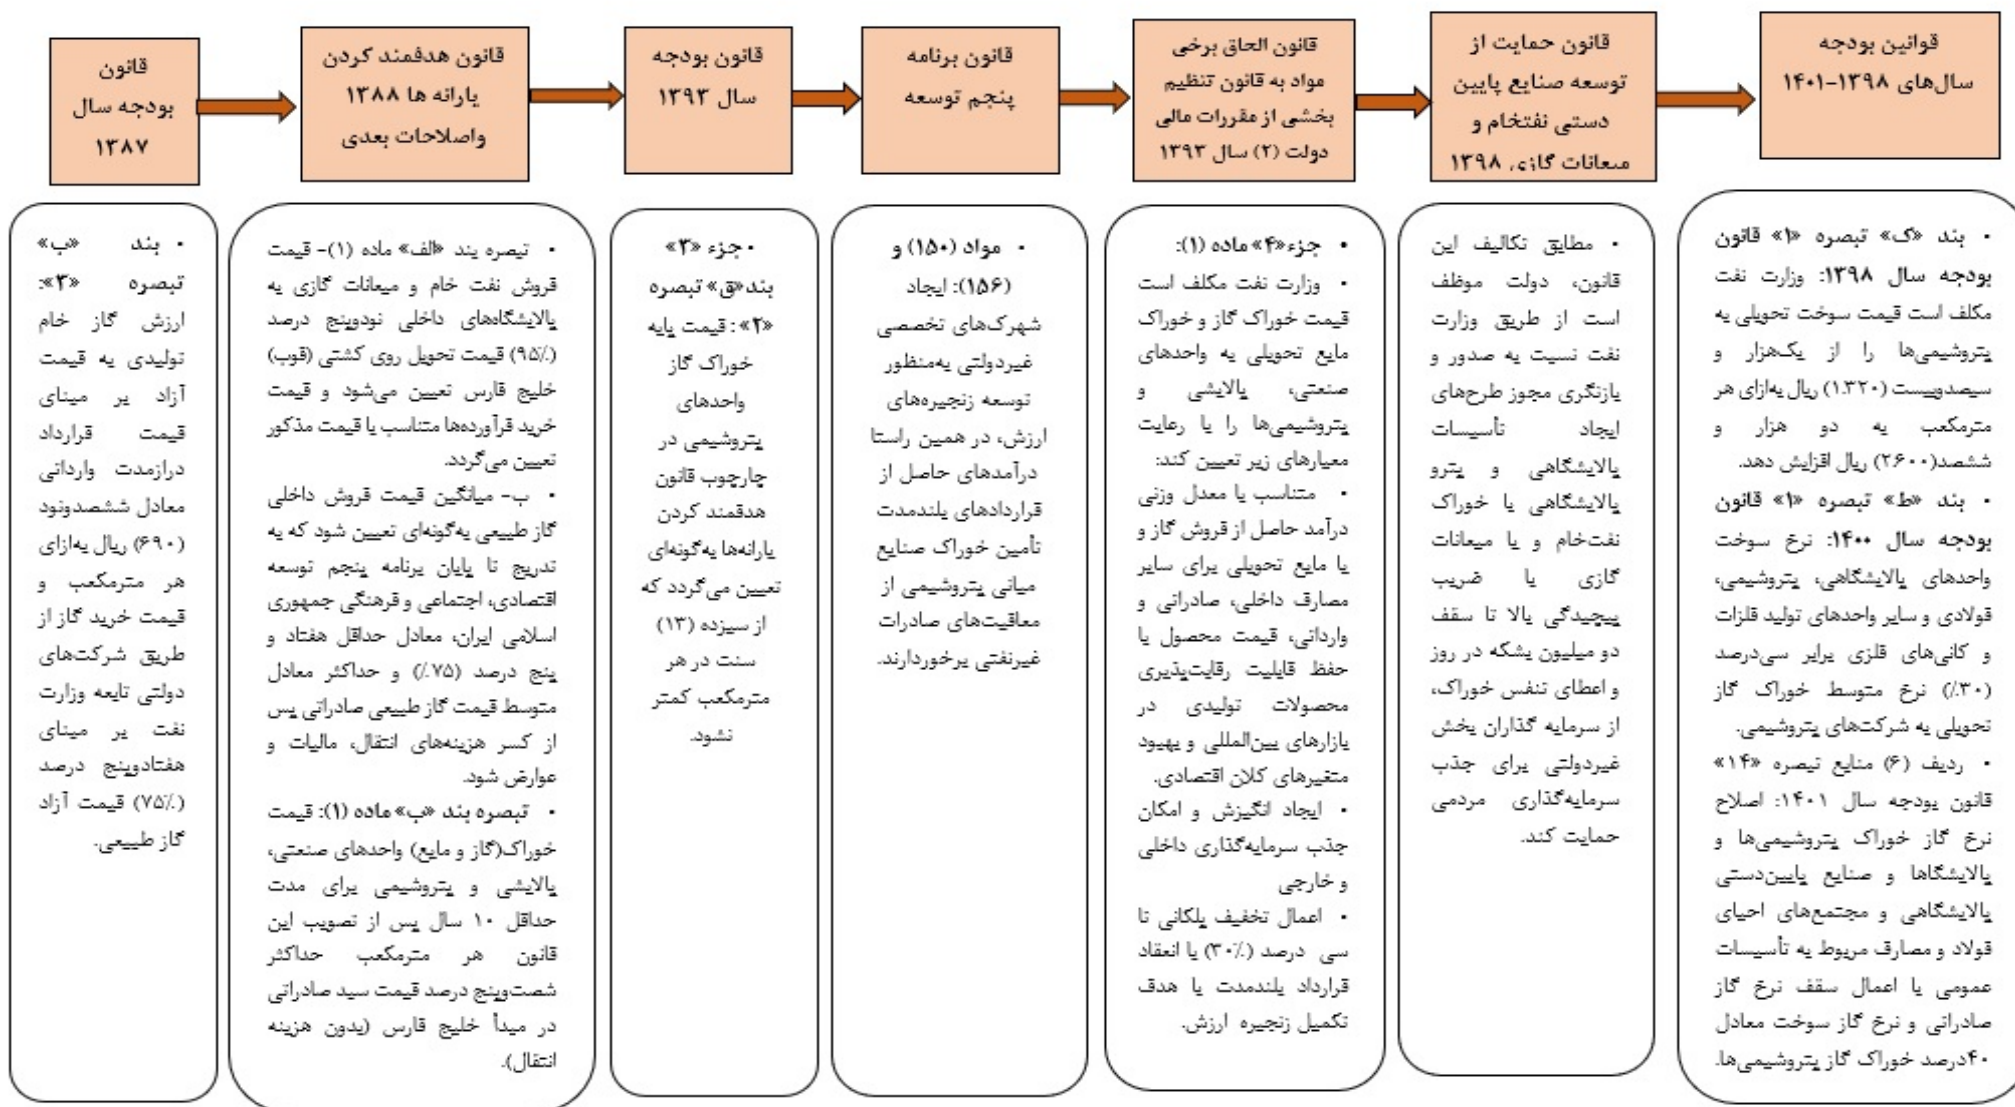 قانون
بودجه سال
۱۳۸۷
قانون هدفمند کردن
یارانه ها ۱۳۸۸
واصلاحات بعدی
قانون بودجه
سال ۱۳۹۳
قانون برنامه
پنجم توسعه
قانون الحاق برخی
مواد به قانون تنظیم
بخشی از مقررات مالی
دولت (۲) سال ۱۳۹۳
قانون حمایت از
توسعه صنایع پایین
دستی نفتخام و
میعانات گازی ۱۳۹۸
قوانین بودجه
سال‌های ۱۳۹۸-۱۴۰۱
• بند «ب»
تبصره «۳»:
ارزش گاز خام
تولیدی به قیمت
آزاد بر مبنای
قیمت قرارداد
درازمدت وارداتی
معادل ششصدونود
(۶۹۰) ریال به‌ازای
هر مترمکعب و
قیمت خرید گاز از
طریق شرکت‌های
دولتی تابعه وزارت
نفت بر مبنای
هفتادوپنج درصد
(۷۵٪) قیمت آزاد
گاز طبیعی.
• تبصره بند «الف» ماده (۱)- قیمت
فروش نفت خام و میعانات گازی به
پالایشگاه‌های داخلی نودوپنج درصد
(۹۵٪) قیمت تحویل روی کشتی (فوب)
خلیج فارس تعیین می‌شود و قیمت
خرید فرآورده‌ها متناسب با قیمت مذکور
تعیین می‌گردد.
• ب- میانگین قیمت فروش داخلی
گاز طبیعی به‌گونه‌ای تعیین شود که به
تدریج تا پایان برنامه پنجم توسعه
اقتصادی، اجتماعی و فرهنگی جمهوری
اسلامی ایران، معادل حداقل هفتاد و
پنج درصد (۷۵٪) و حداکثر معادل
متوسط قیمت گاز طبیعی صادراتی پس
از کسر هزینه‌های انتقال، مالیات و
عوارض شود.
• تبصره بند «ب» ماده (۱): قیمت
خوراک(گاز و مایع) واحدهای صنعتی،
پالایشی و پتروشیمی برای مدت
حداقل ۱۰ سال پس از تصویب این
قانون هر مترمکعب حداکثر
شصت‌وپنج درصد قیمت سبد صادراتی
در مبدأ خلیج فارس (بدون هزینه
انتقال).
• جزء «۳»
بند«ق» تبصره
«۲»: قیمت پایه
خوراک گاز
واحدهای
پتروشیمی در
چارچوب قانون
هدفمند کردن
یارانه‌ها به‌گونه‌ای
تعیین می‌گردد که
از سیزده (۱۳)
سنت در هر
مترمکعب کمتر
نشود.
• مواد (۱۵۰) و
(۱۵۶): ایجاد
شهرک‌های تخصصی
غیردولتی به‌منظور
توسعه زنجیره‌های
ارزش، در همین راستا
درآمدهای حاصل از
قراردادهای بلندمدت
تأمین خوراک صنایع
میانی پتروشیمی از
معافیت‌های صادرات
غیرنفتی برخوردارند.
• جزء«۴» ماده (۱):
• وزارت نفت مکلف است
قیمت خوراک گاز و خوراک
مایع تحویلی به واحدهای
صنعتی، پالایشی و
پتروشیمی‌ها را با رعایت
معیارهای زیر تعیین کند:
• متناسب با معدل وزنی
درآمد حاصل از فروش گاز و
یا مایع تحویلی برای سایر
مصارف داخلی، صادراتی و
وارداتی، قیمت محصول با
حفظ قابلیت رقابت‌پذیری
محصولات تولیدی در
بازارهای بین‌المللی و بهبود
متغیرهای کلان اقتصادی.
• ایجاد انگیزش و امکان
جذب سرمایه‌گذاری داخلی
و خارجی
• اعمال تخفیف پلکانی تا
سی درصد (۳۰٪) با انعقاد
قرارداد بلندمدت با هدف
تکمیل زنجیره ارزش.
• مطابق تکالیف این
قانون، دولت موظف
است از طریق وزارت
نفت نسبت به صدور و
بازنگری مجوز طرح‌های
ایجاد تأسیسات
پالایشگاهی و پترو
پالایشگاهی با خوراک
نفت‌خام و یا میعانات
گازی با ضریب
پیچیدگی بالا تا سقف
دو میلیون بشکه در روز
و اعطای تنفس خوراک،
از سرمایه گذاران بخش
غیردولتی برای جذب
سرمایه‌گذاری مردمی
حمایت کند.
• بند «ک» تبصره «۱» قانون
بودجه سال ۱۳۹۸: وزارت نفت
مکلف است قیمت سوخت تحویلی به
پتروشیمی‌ها را از یک‌هزار و
سیصدوبیست (۱.۳۲۰) ریال به‌ازای هر
مترمکعب به دو هزار و
ششصد(۲۶۰۰) ریال افزایش دهد.
• بند «ط» تبصره «۱» قانون
بودجه سال ۱۴۰۰: نرخ سوخت
واحدهای پالایشگاهی، پتروشیمی،
فولادی و سایر واحدهای تولید فلزات
و کانی‌های فلزی برابر سی‌درصد
(۳۰٪) نرخ متوسط خوراک گاز
تحویلی به شرکت‌های پتروشیمی.
• ردیف (۶) منابع تبصره «۱۴»
قانون بودجه سال ۱۴۰۱: اصلاح
نرخ گاز خوراک پتروشیمی‌ها و
پالایشگاها و صنایع پایین‌دستی
پالایشگاهی و مجتمع‌های احیای
فولاد و مصارف مربوط به تأسیسات
عمومی با اعمال سقف نرخ گاز
صادراتی و نرخ گاز سوخت معادل
۴۰درصد خوراک گاز پتروشیمی‌ها.